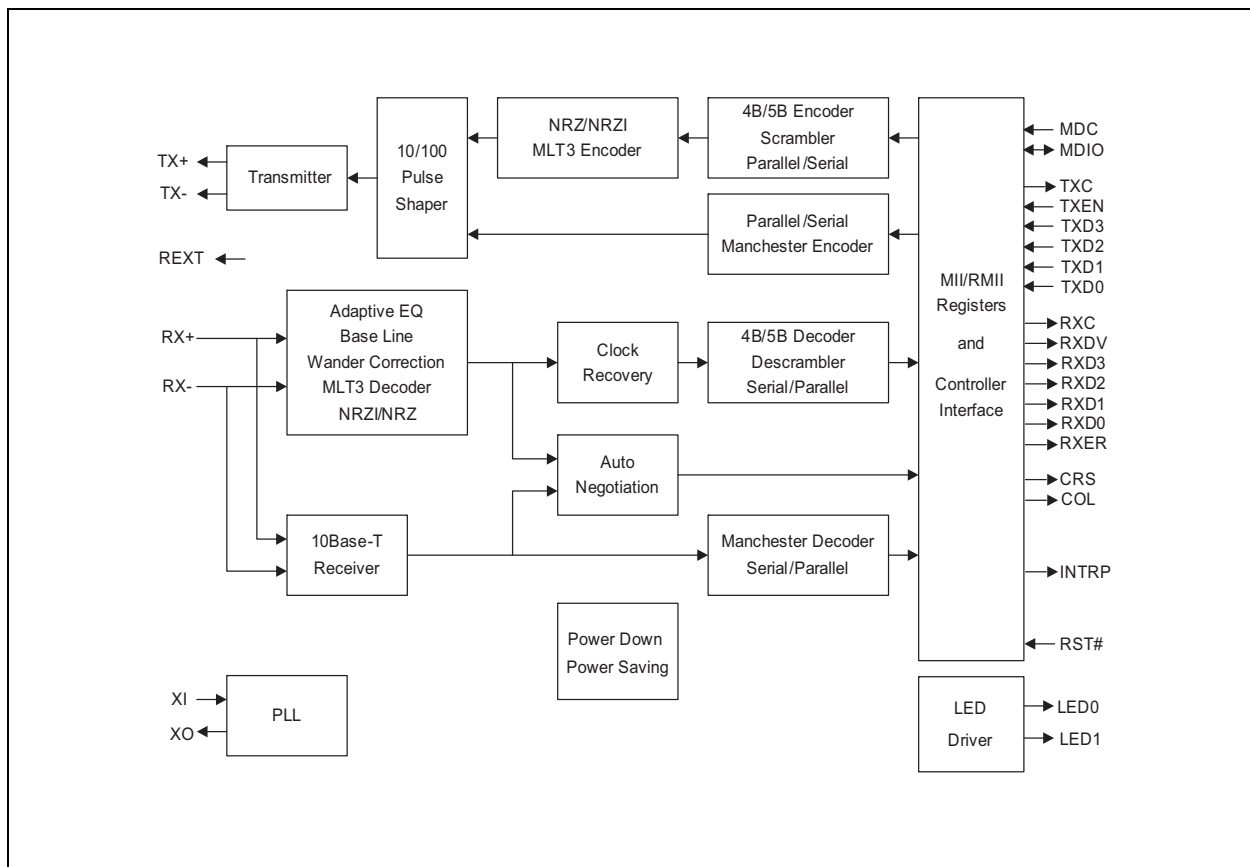 TX+
TX-
REXT
RX+
RX-
XI
XO
Transmitter
10/100
Pulse
Shaper
NRZ/NRZI
MLT3 Encoder
4B/5B Encoder
Scrambler
Parallel/Serial
Parallel/Serial
Manchester Encoder
Adaptive EQ
Base Line
Wander Correction
MLT3 Decoder
NRZI/NRZ
Clock
Recovery
4B/5B Decoder
Descrambler
Serial/Parallel
Auto
Negotiation
10Base-T
Receiver
Manchester Decoder
Serial/Parallel
Power Down
Power Saving
PLL
MII/RMII
Registers
and
Controller
Interface
LED
Driver
MDC
MDIO
TXC
TXEN
TXD3
TXD2
TXD1
TXD0
RXC
RXDV
RXD3
RXD2
RXD1
RXD0
RXER
CRS
COL
INTRP
RST#
LED0
LED1